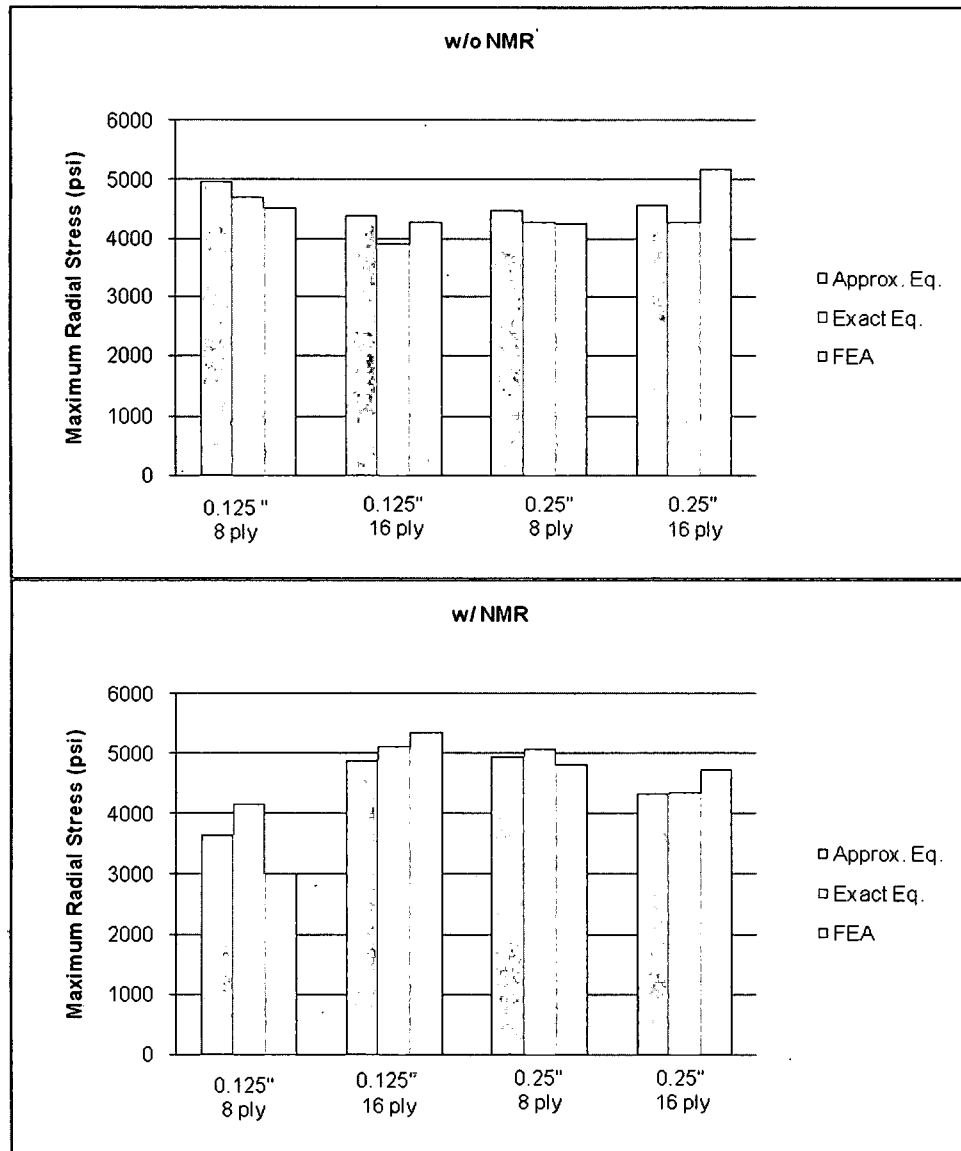 w/o NMR
Maximum Radial Stress (psi)
6000
5000
4000
3000
2000
1000
0
0.125"
8 ply
0.125"
16 ply
0.25"
8 ply
0.25"
16 ply
Approx. Eq.
Exact Eq.
FEA
w/ NMR
Maximum Radial Stress (psi)
6000
5000
4000
3000
2000
1000
0
0.125"
8 ply
0.125"
16 ply
0.25"
8 ply
0.25"
16 ply
Approx. Eq.
Exact Eq.
FEA